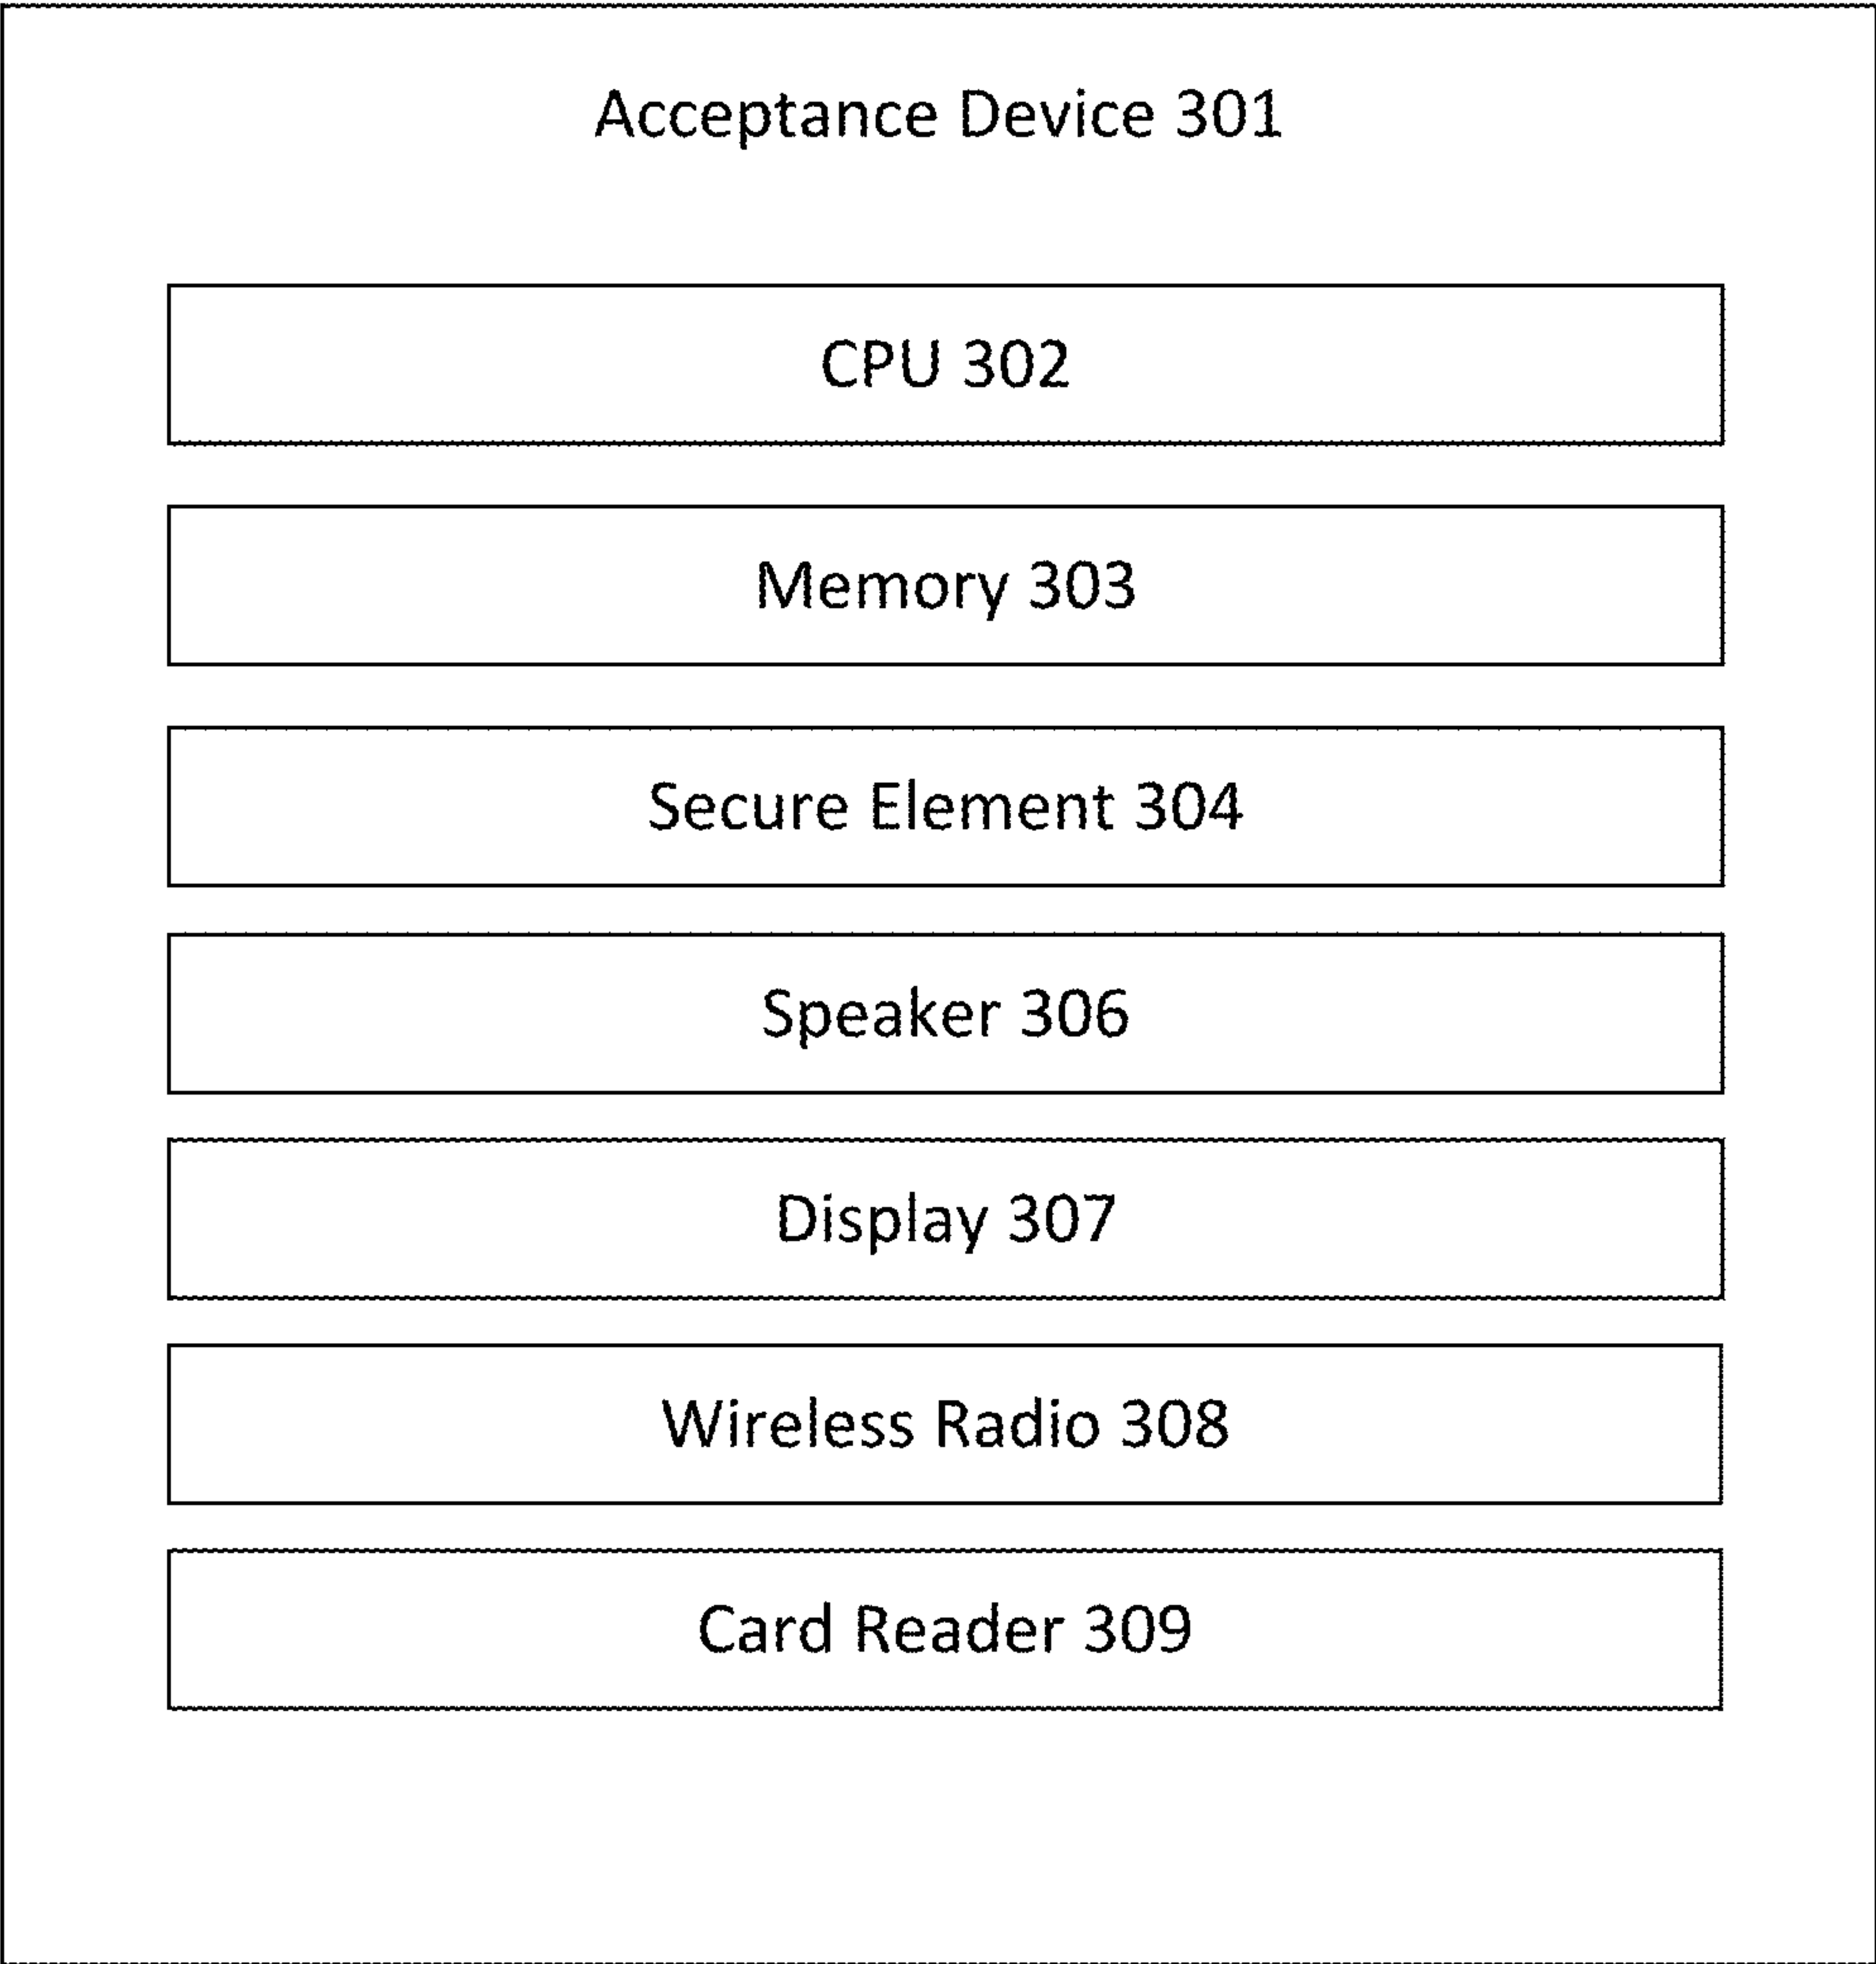 Acceptance Device 301
CPU 302
Memory 303
Secure Element 304
Speaker 306
Display 307
Wireless Radio 308
Card Reader 309